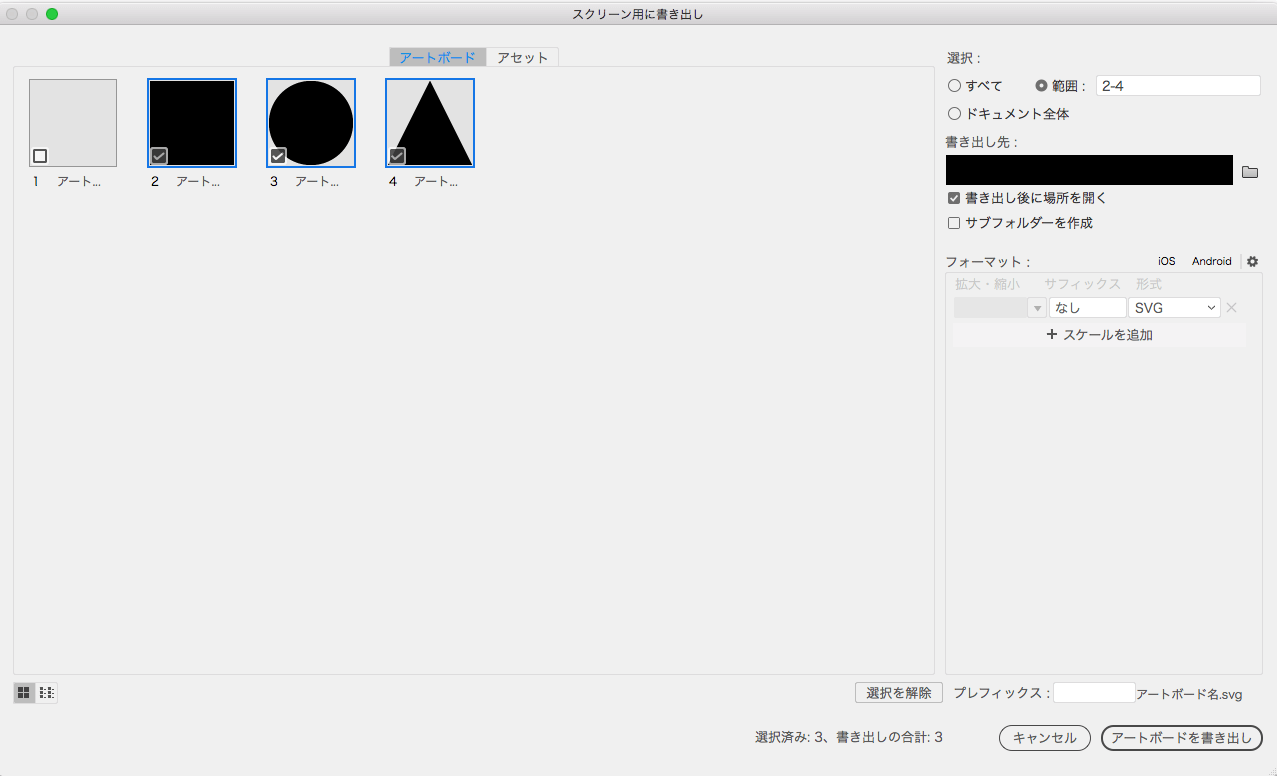 スクリーン用に書き出し
アートボード アセット
1 アート...
2 アート...
3 アート...
4 アート...
選択：
すべて 範囲： 2-4
ドキュメント全体
書き出し先：
書き出し後に場所を開く
サブフォルダーを作成
フォーマット： iOS Android
拡大・縮小 サフィックス 形式
なし SVG
+ スケールを追加
選択を解除 プレフィックス： アートボード名.svg
選択済み: 3、書き出しの合計: 3 キャンセル アートボードを書き出し